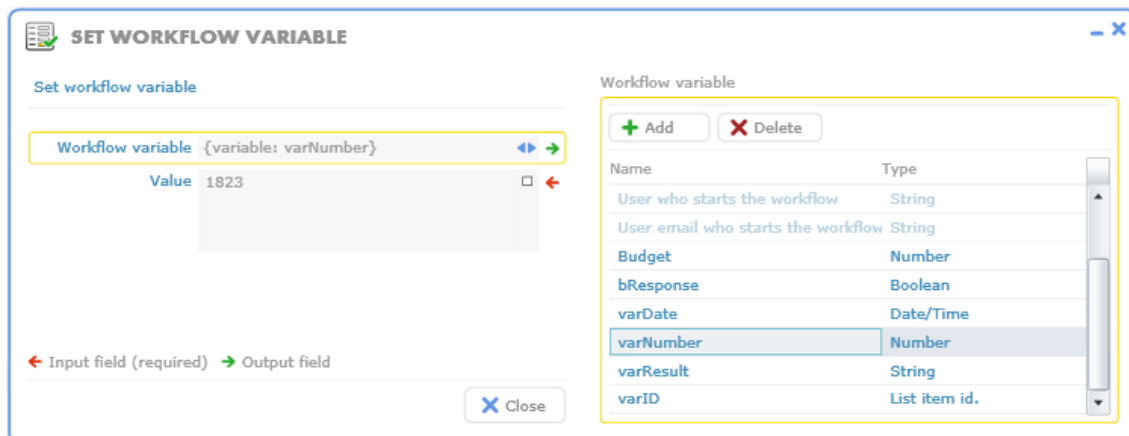 SET WORKFLOW VARIABLE
Set workflow variable
Workflow variable {variable: varNumber}
Value 1823
Input field (required) Output field
Close
Workflow variable
Add Delete
Name Type
User who starts the workflow String
User email who starts the workflow String
Budget Number
bResponse Boolean
varDate Date/Time
varNumber Number
varResult String
varID List item id.